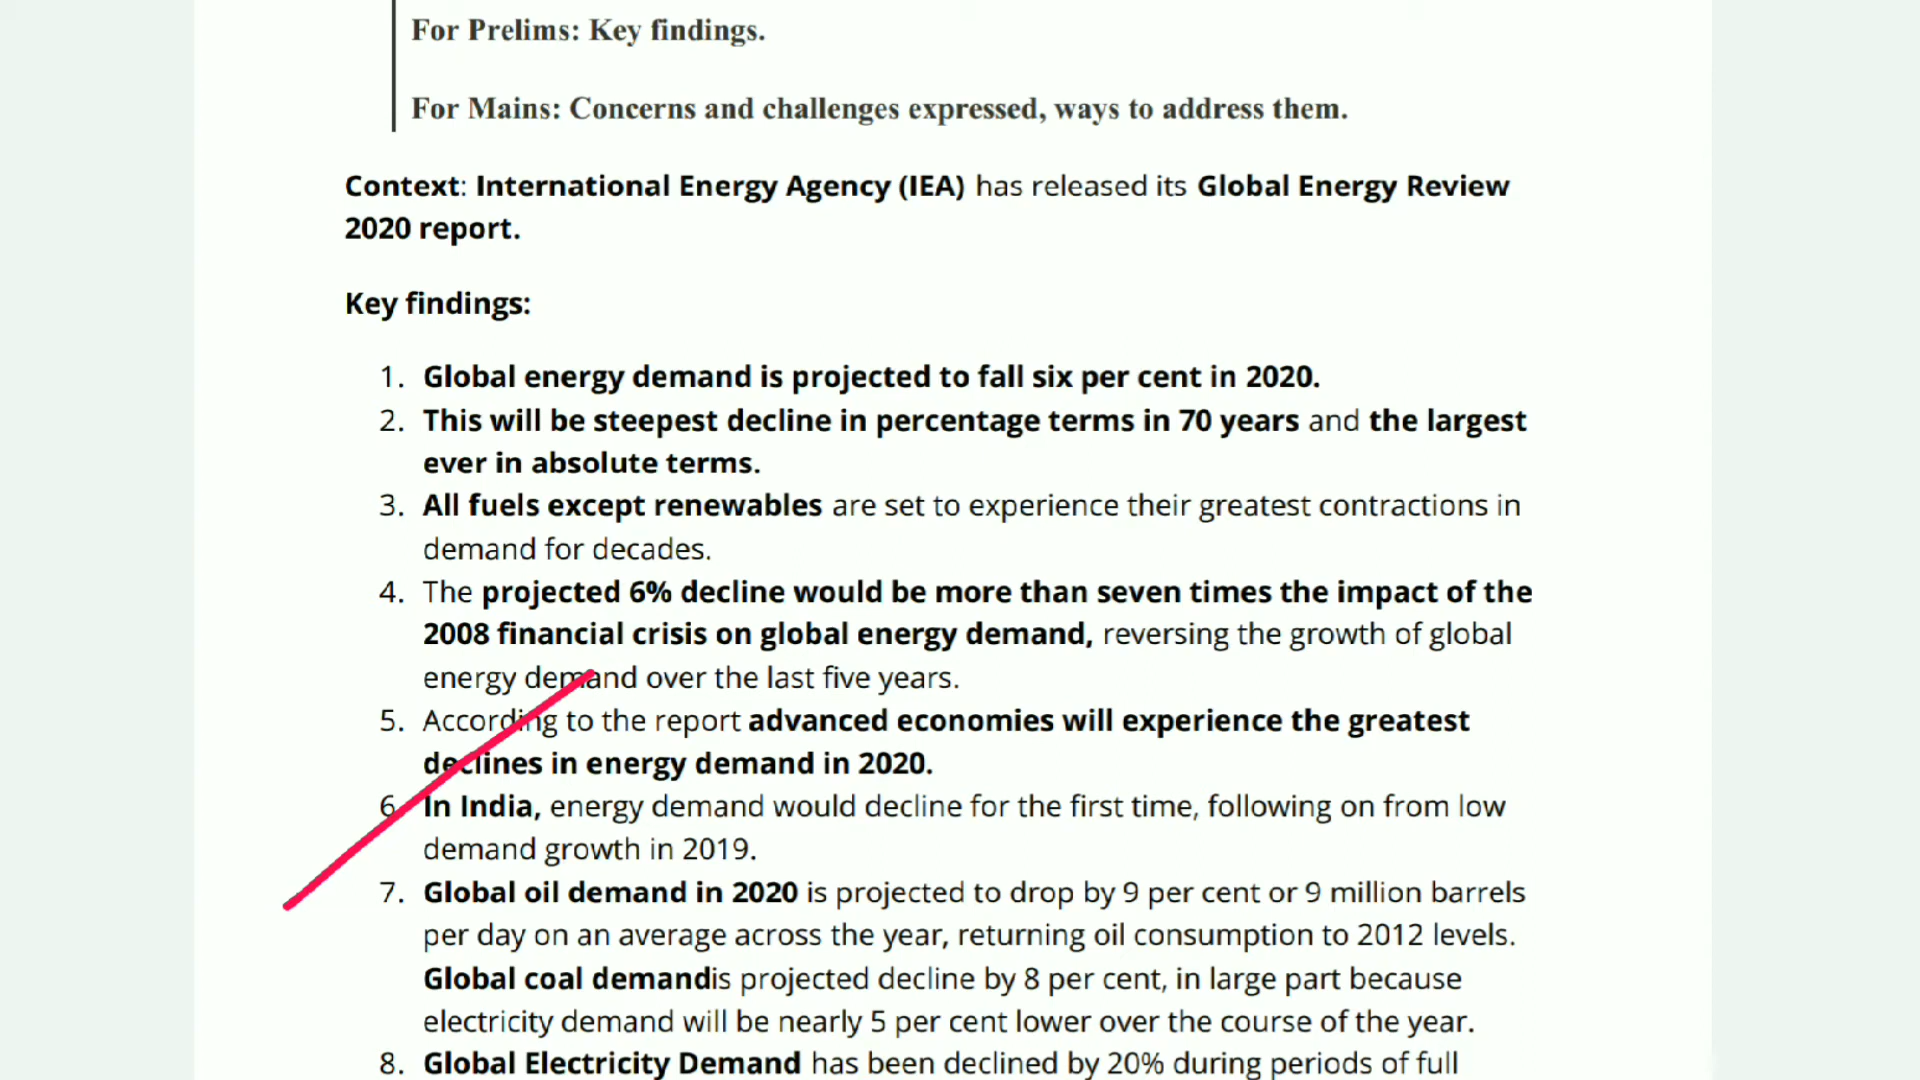 For Prelims: Key findings.
For Mains: Concerns and challenges expressed, ways to address them.
Context: International Energy Agency (IEA) has released its Global Energy Review
2020 report.
Key findings:
1. Global energy demand is projected to fall six per cent in 2020.
2. This will be steepest decline in percentage terms in 70 years and the largest
ever in absolute terms.
3. All fuels except renewables are set to experience their greatest contractions in
demand for decades.
4. The projected 6% decline would be more than seven times the impact of the
2008 financial crisis on global energy demand, reversing the growth of global
energy demand over the last five years.
5. According to the report advanced economies will experience the greatest
declines in energy demand in 2020.
6. In India, energy demand would decline for the first time, following on from low
demand growth in 2019.
7. Global oil demand in 2020 is projected to drop by 9 per cent or 9 million barrels
per day on an average across the year, returning oil consumption to 2012 levels.
Global coal demandis projected decline by 8 per cent, in large part because
electricity demand will be nearly 5 per cent lower over the course of the year.
8. Global Electricity Demand has been declined by 20% during periods of full